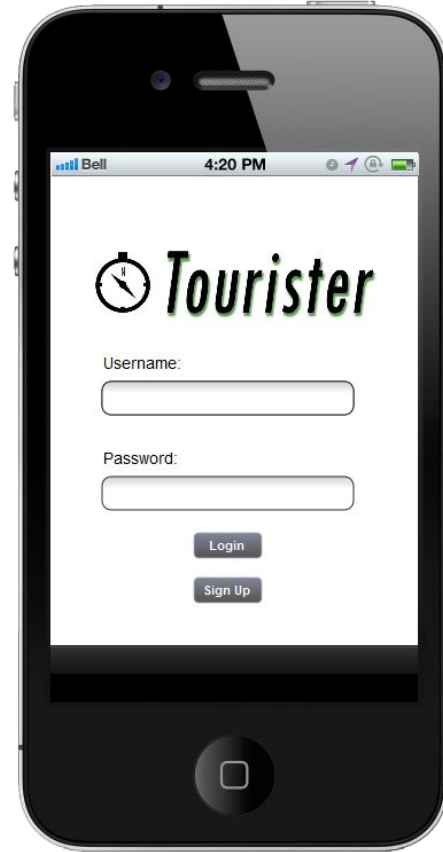 Bell 4:20 PM
N
Tourister
Username:
Password:
Login
Sign Up